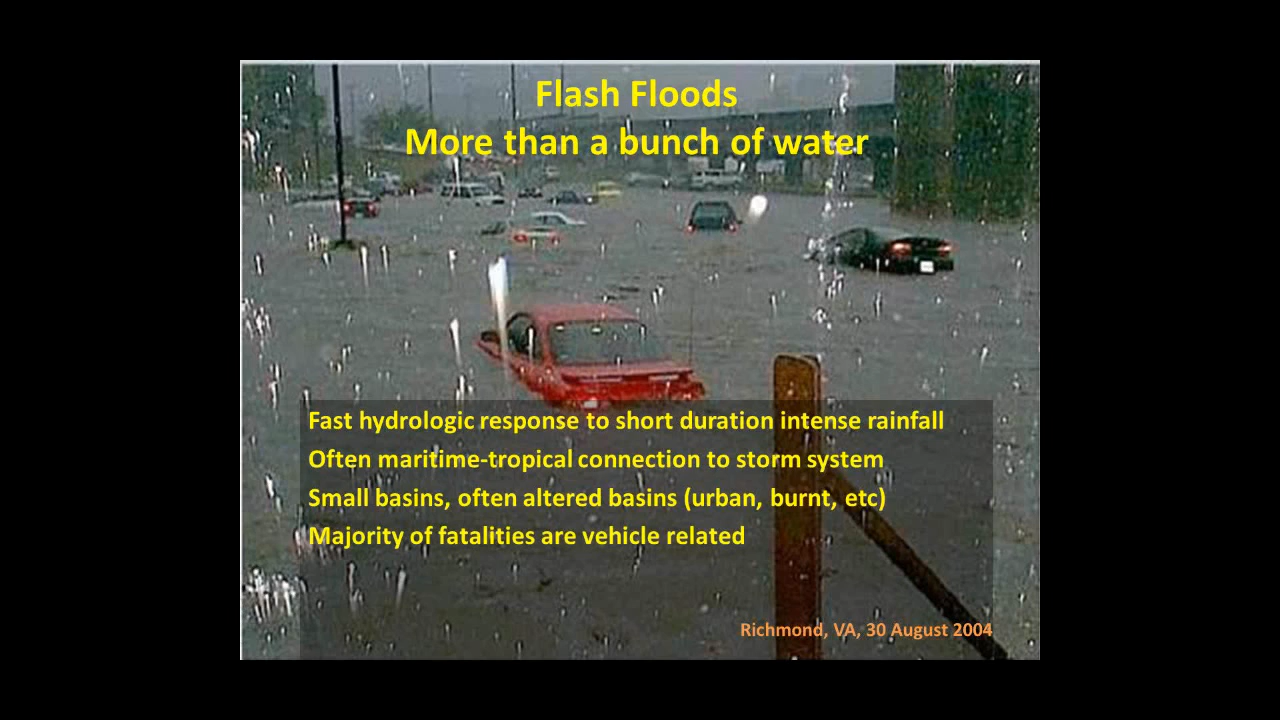 Flash Floods
More than a bunch of water
Fast hydrologic response to short duration intense rainfall
Often maritime-tropical connection to storm system
Small basins, often altered basins (urban, burnt, etc)
Majority of fatalities are vehicle related
Richmond, VA, 30 August 2004